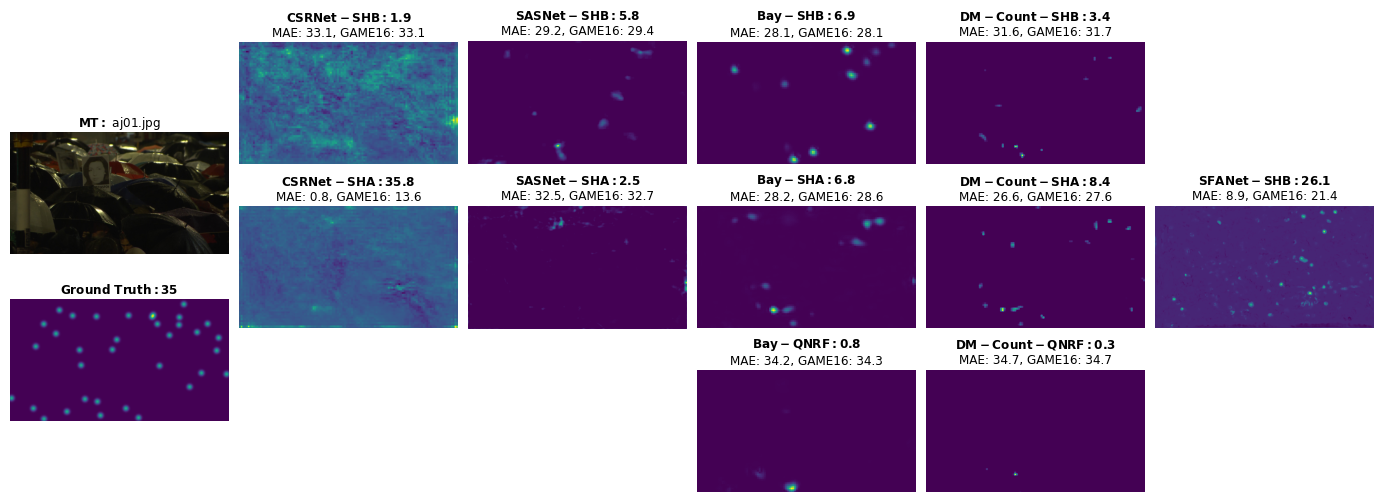 MT: aj01.jpg
Ground Truth: 35
CSRNet − SHB: 1.9
MAE: 33.1, GAME16: 33.1
SASNet − SHB: 5.8
MAE: 29.2, GAME16: 29.4
Bay − SHB: 6.9
MAE: 28.1, GAME16: 28.1
DM − Count − SHB: 3.4
MAE: 31.6, GAME16: 31.7
CSRNet − SHA: 35.8
MAE: 0.8, GAME16: 13.6
SASNet − SHA: 2.5
MAE: 32.5, GAME16: 32.7
Bay − SHA: 6.8
MAE: 28.2, GAME16: 28.6
DM − Count − SHA: 8.4
MAE: 26.6, GAME16: 27.6
SFANet − SHB: 26.1
MAE: 8.9, GAME16: 21.4
Bay − QNRF: 0.8
MAE: 34.2, GAME16: 34.3
DM − Count − QNRF: 0.3
MAE: 34.7, GAME16: 34.7